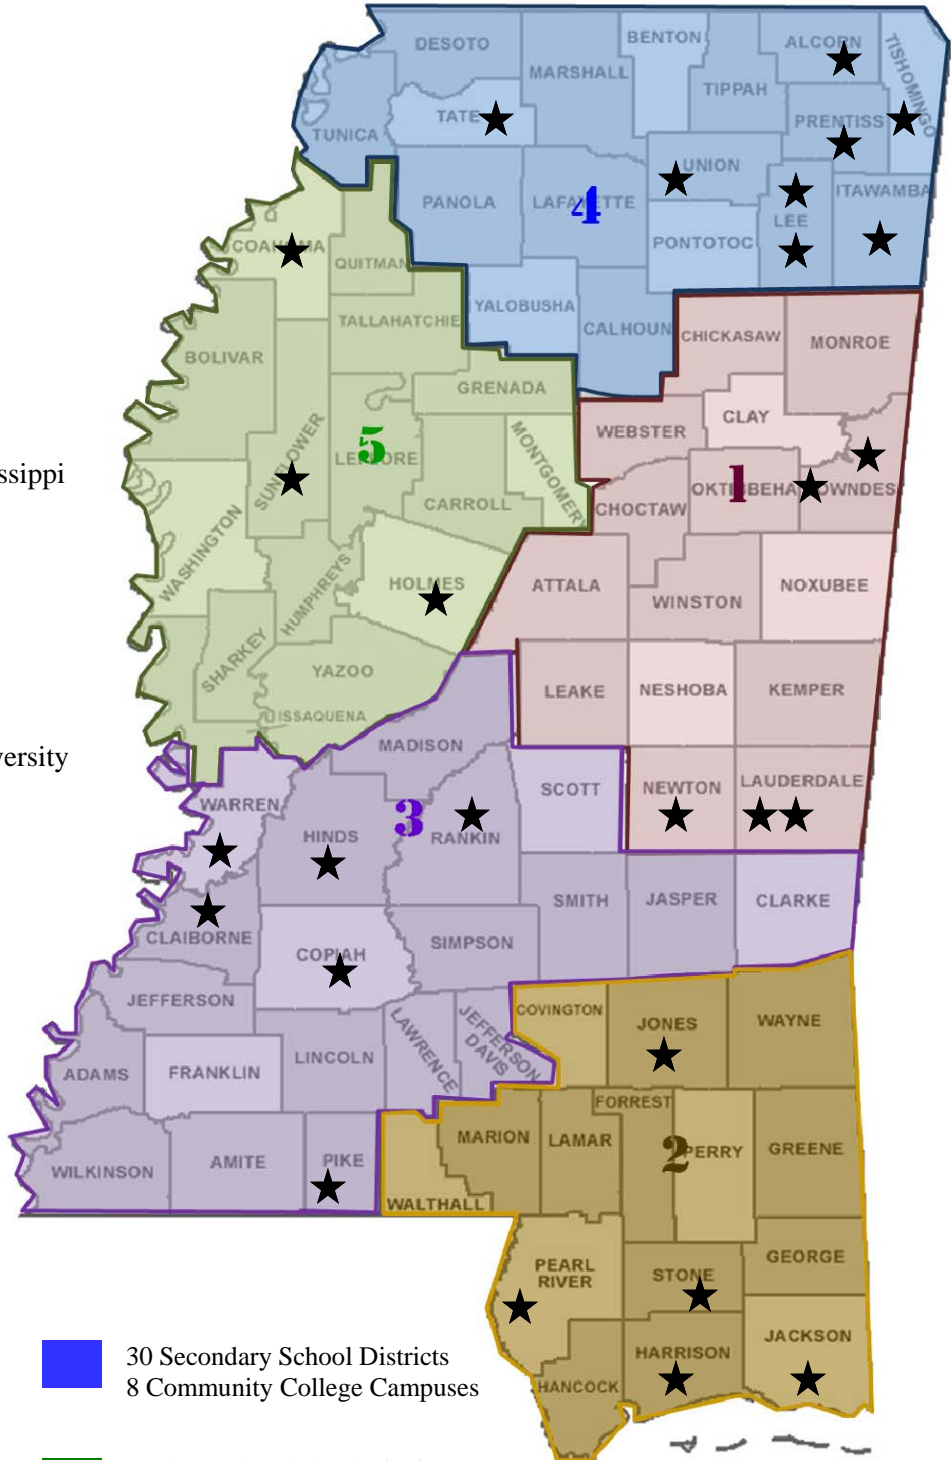 DESOTO
BENTON
ALCORN
TISHOMINGO
MARSHALL
TIPPAH
TATE
PRENTISS
TUNICA
UNION
ITAWAMBA
PANOLA
LAFAYETTE
4
LEE
PONTOTOC
COAHOMA
QUITMAN
YALOBUSHA
TALLAHATCHIE
CALHOUN
CHICKASAW
MONROE
BOLIVAR
GRENADA
CLAY
WEBSTER
SUNFLOWER
5
LEFLORE
MONTGOMERY
ssippi
1
OKTIBBEHA
LOWNDES
CARROLL
CHOCTAW
WASHINGTON
HUMPHREYS
HOLMES
ATTALA
NOXUBEE
WINSTON
SHARKEY
YAZOO
LEAKE
NESHOBA
KEMPER
ISSAQUENA
MADISON
versity
SCOTT
NEWTON
LAUDERDALE
WARREN
3
HINDS
RANKIN
SMITH
JASPER
CLARKE
CLAIBORNE
COPIAH
SIMPSON
JEFFERSON
COVINGTON
JONES
WAYNE
LAWRENCE
JEFFERSON
DAVIS
LINCOLN
ADAMS
FRANKLIN
FORREST
MARION
LAMAR
2
PERRY
GREENE
WILKINSON
AMITE
PIKE
WALTHALL
PEARL
RIVER
STONE
GEORGE
JACKSON
HARRISON
HANCOCK
30 Secondary School Districts
8 Community College Campuses